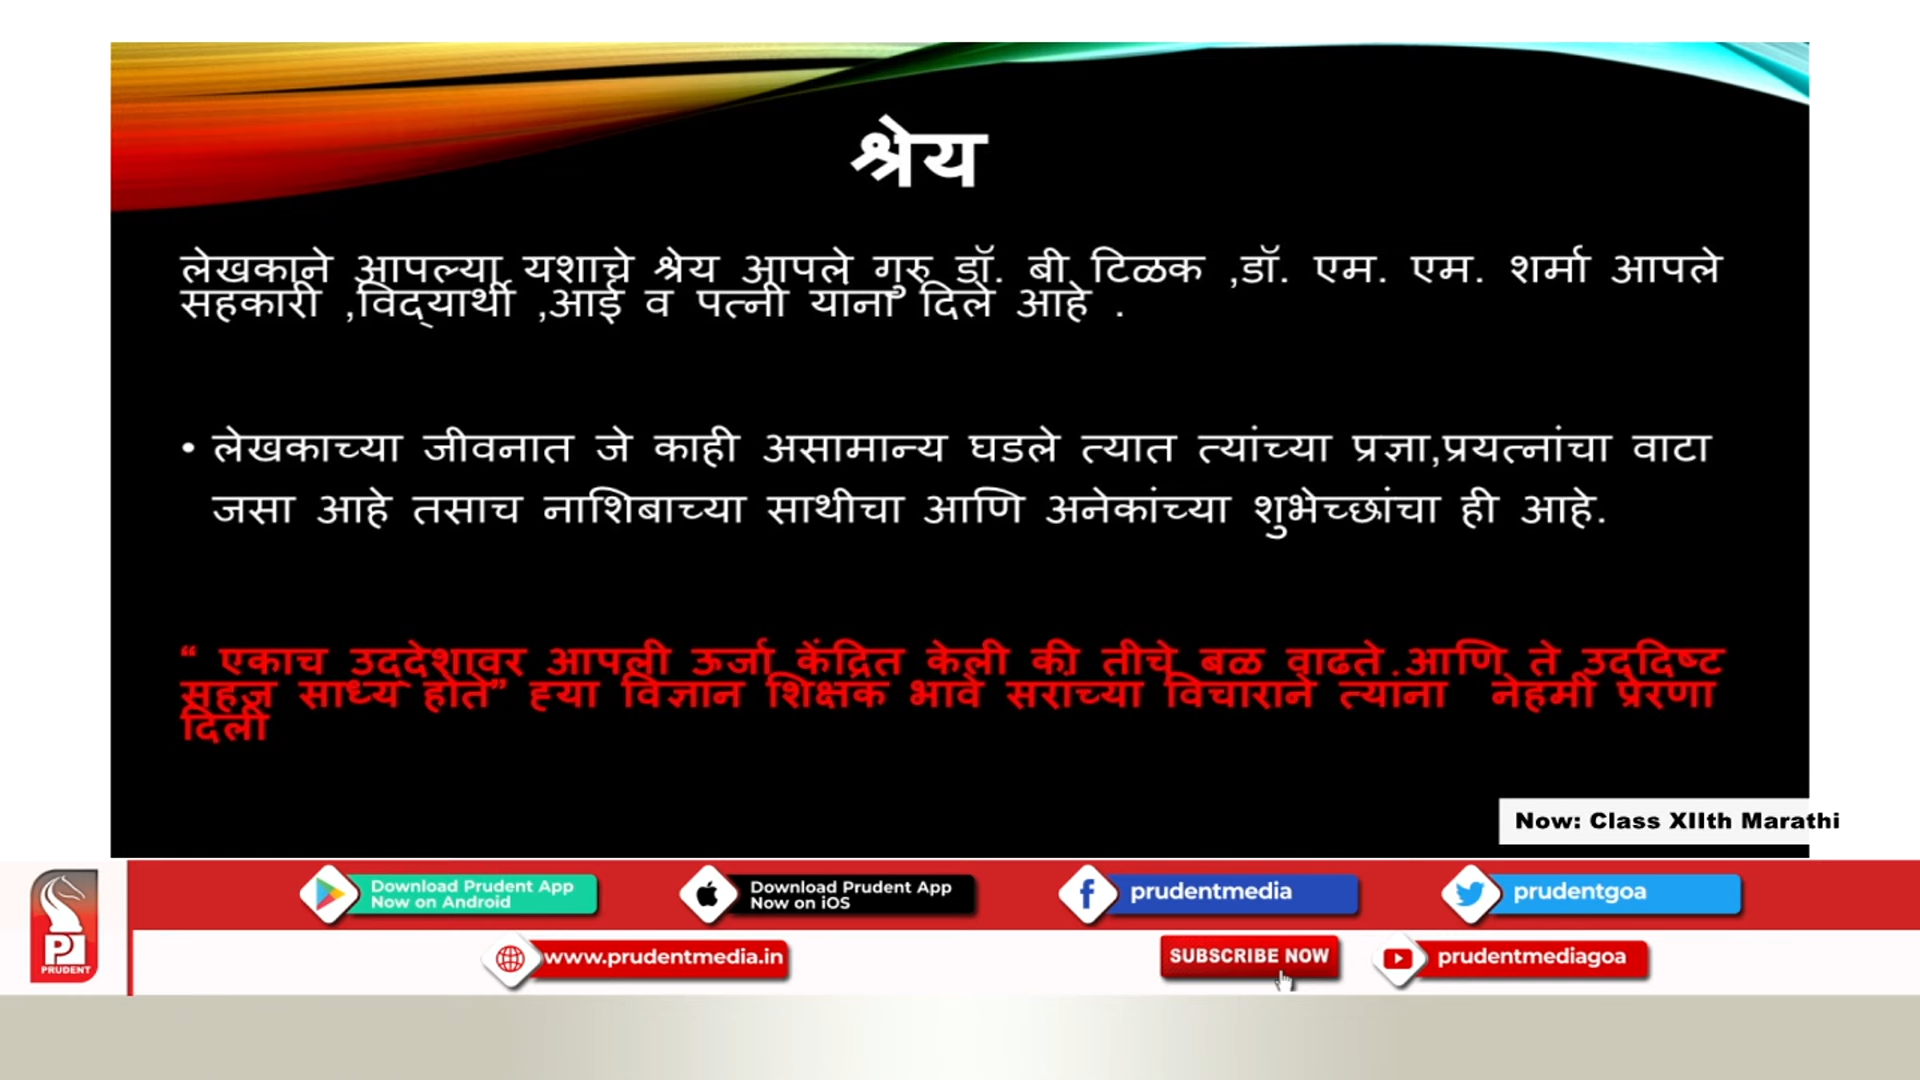 श्रेय
लेखकाने आपल्या यशाचे श्रेय आपले गुरु डॉ. बी टिळक ,डॉ. एम. एम. शर्मा आपले
सहकारी ,विद्यार्थी ,आई व पत्नी यांना दिले आहे .
• लेखकाच्या जीवनात जे काही असामान्य घडले त्यात त्यांच्या प्रज्ञा,प्रयत्नांचा वाटा
जसा आहे तसाच नाशिबाच्या साथीचा आणि अनेकांच्या शुभेच्छांचा ही आहे.
“ एकाच उददेशावर आपली ऊर्जा केंद्रित केली की तीचे बळ वाढते .आणि ते उददिष्ट
सहज साध्य होते” ह्या विज्ञान शिक्षक भावे सरांच्या विचाराने त्यांना नेहमी प्रेरणा
दिली
Now: Class XIIth Marathi
Download Prudent App
Now on Android
Download Prudent App
Now on iOS
prudentmedia
prudentgoa
PRUDENT
www.prudentmedia.in
SUBSCRIBE NOW
prudentmediagoa